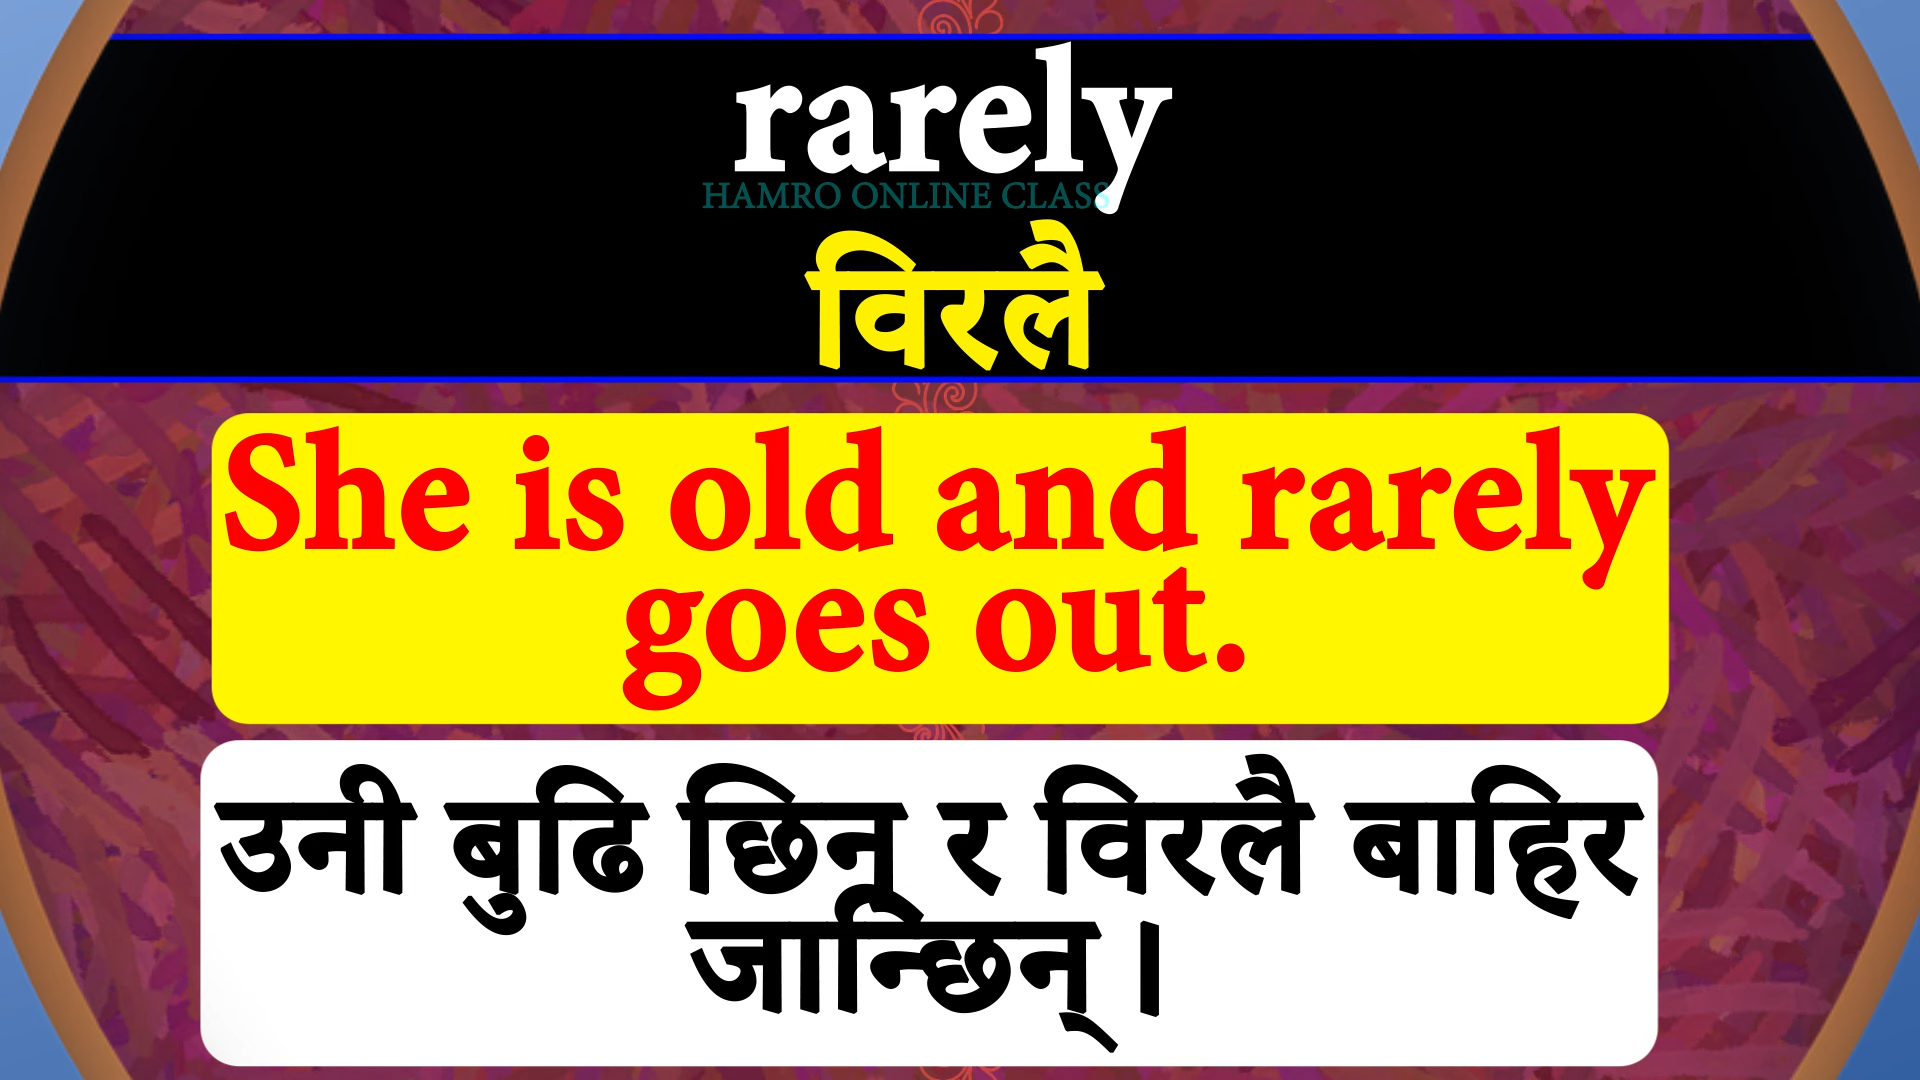 rarely
HAMRO ONLINE CLASS
विरलै
She is old and rarely
goes out.
उनी बुढि छिन् र विरलै बाहिर
जान्छिन् ।